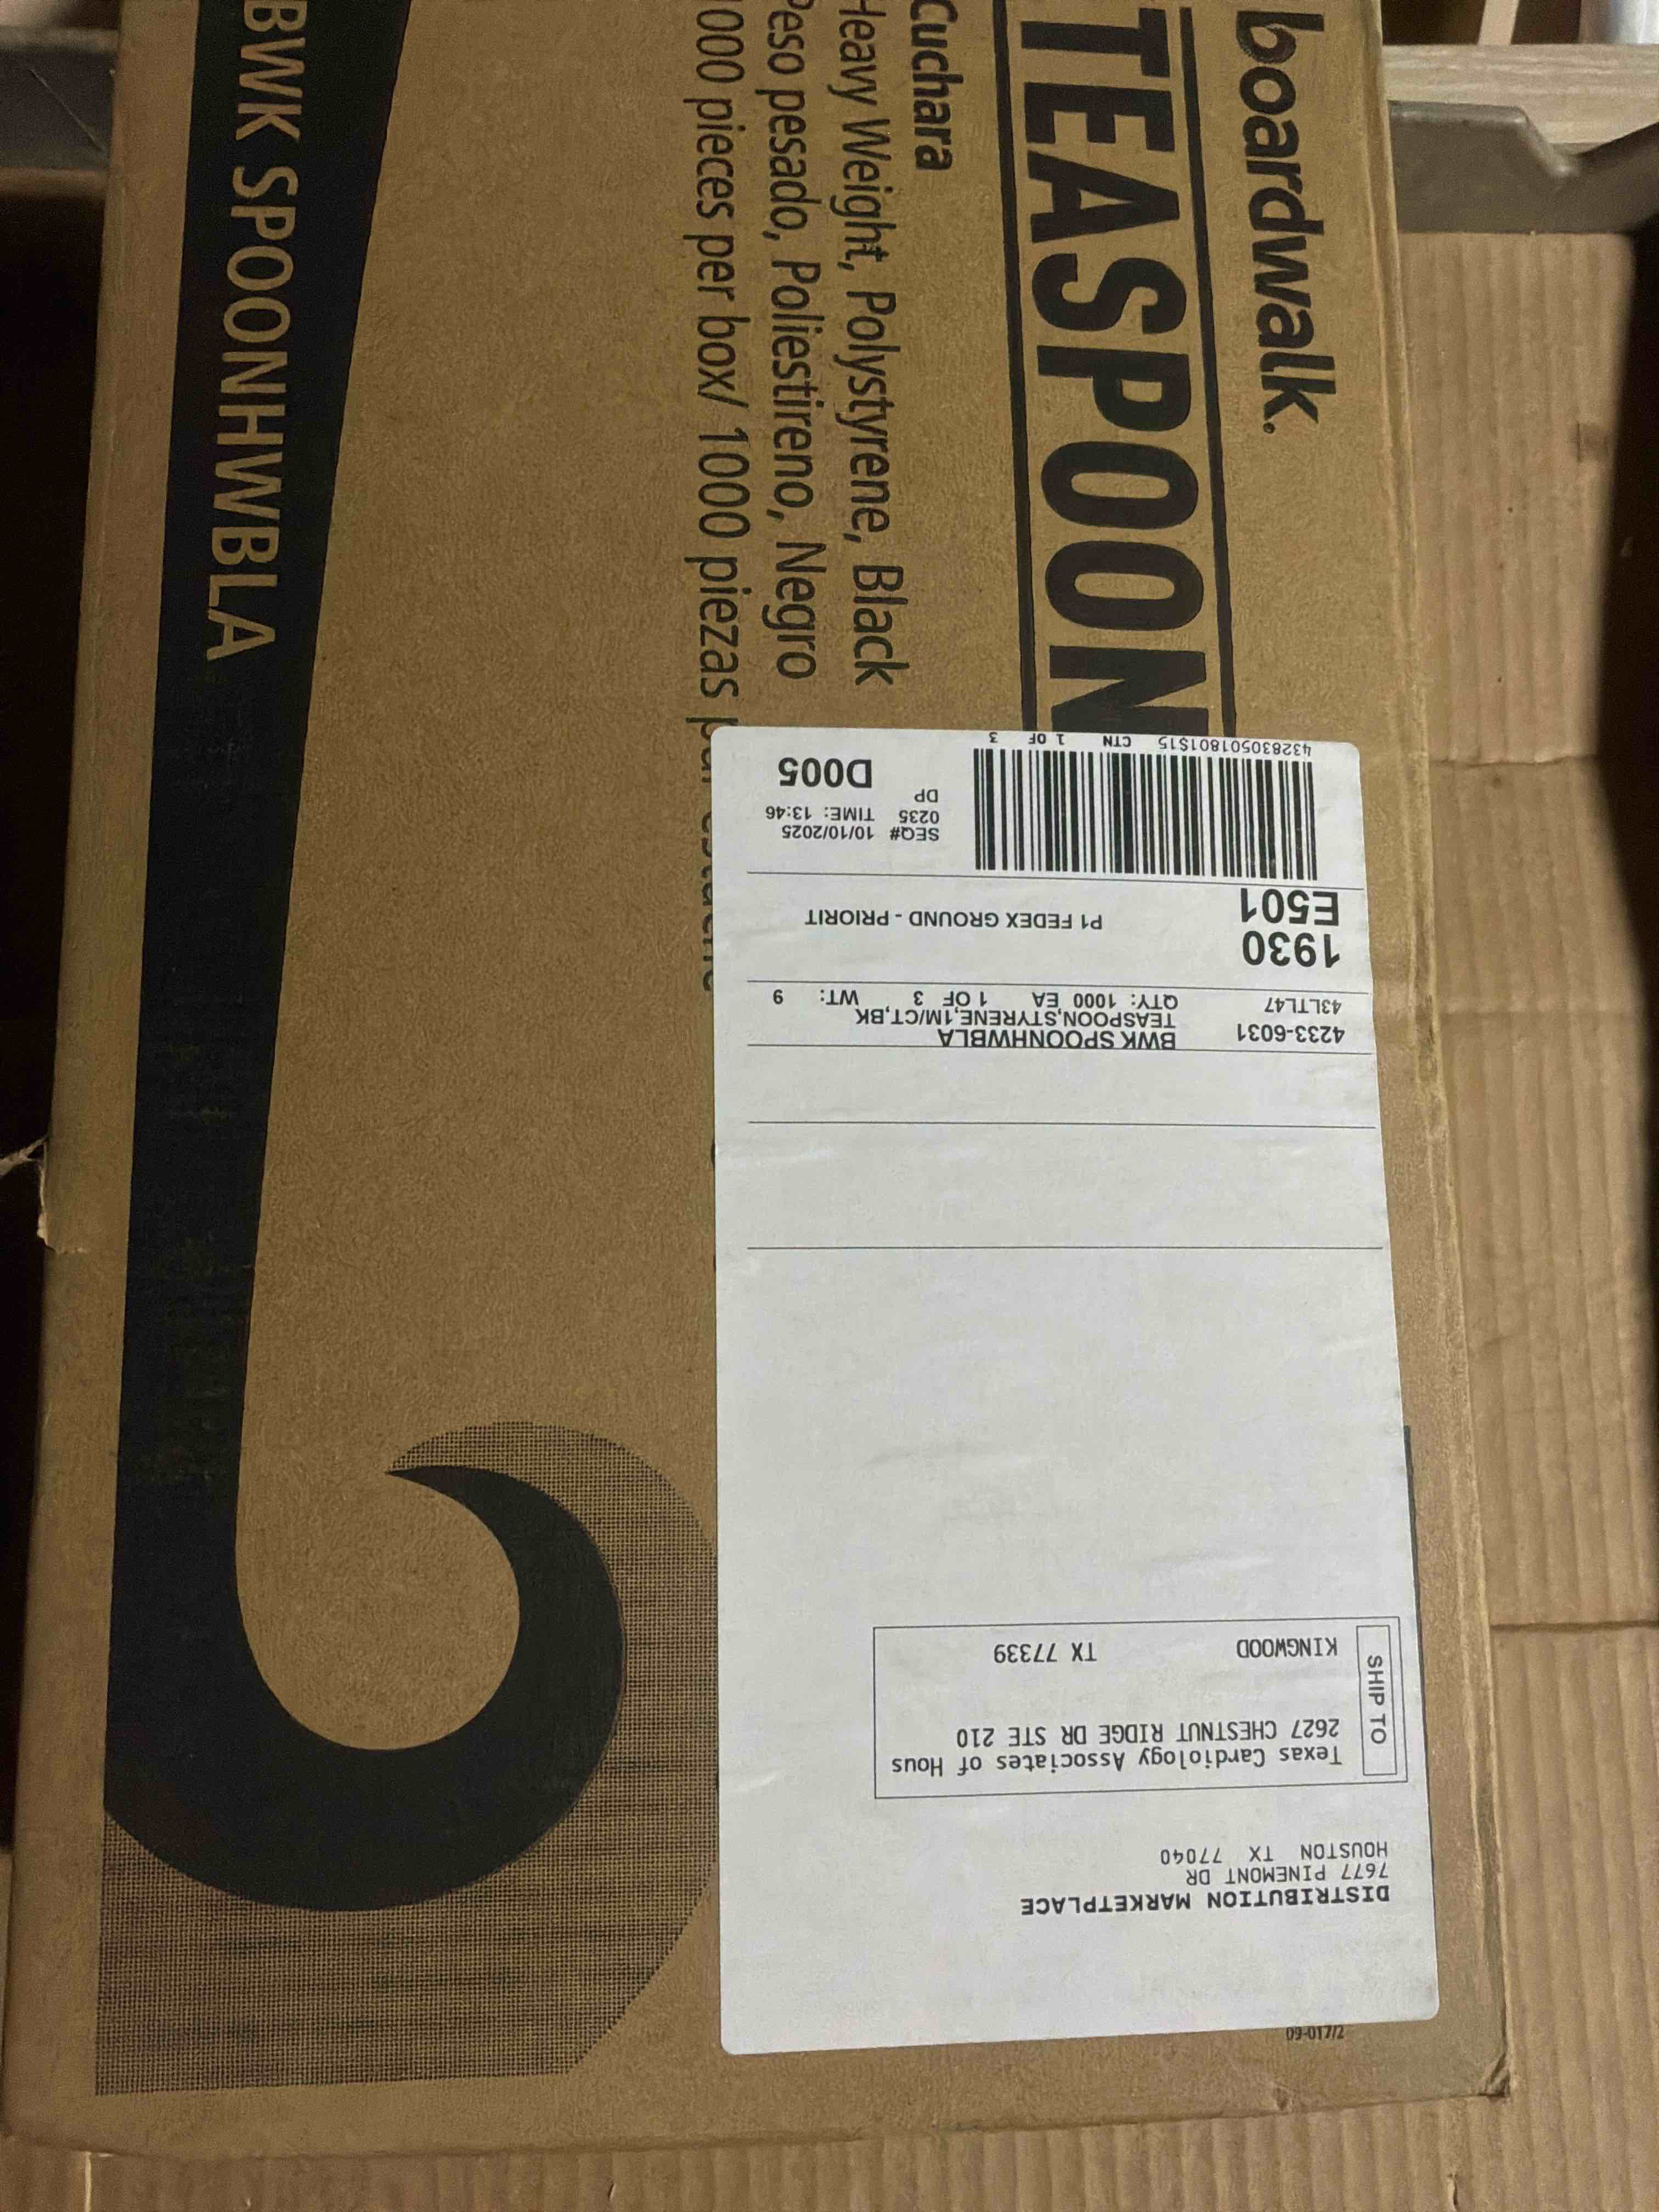 boardwalk.
TEASPOON
Cuchara
Heavy Weight, Polystyrene, Black
Peso pesado, Poliestireno, Negro
1000 pieces per box/ 1000 piezas
BWK SPOONHWBLA
09-017/2
DISTRIBUTION MARKETPLACE
7677 PINEMONT DR
HOUSTON TX 77040
SHIP TO
Texas Cardiology Associates of Hous
2627 CHESTNUT RIDGE DR STE 210
KINGWOOD TX 77339
4233-6031 BWK SPOONHWBLA
TEASPOON,STYRENE,1M/CT,BK
43LTL47 QTY: 1000 EA 1 OF 3 WT: 9
1930
E501 P1 FEDEX GROUND - PRIORIT
SEQ# 10/10/2025
0235 TIME: 13:46
DP
D005
432830501801$15 CTN 1 OF 3